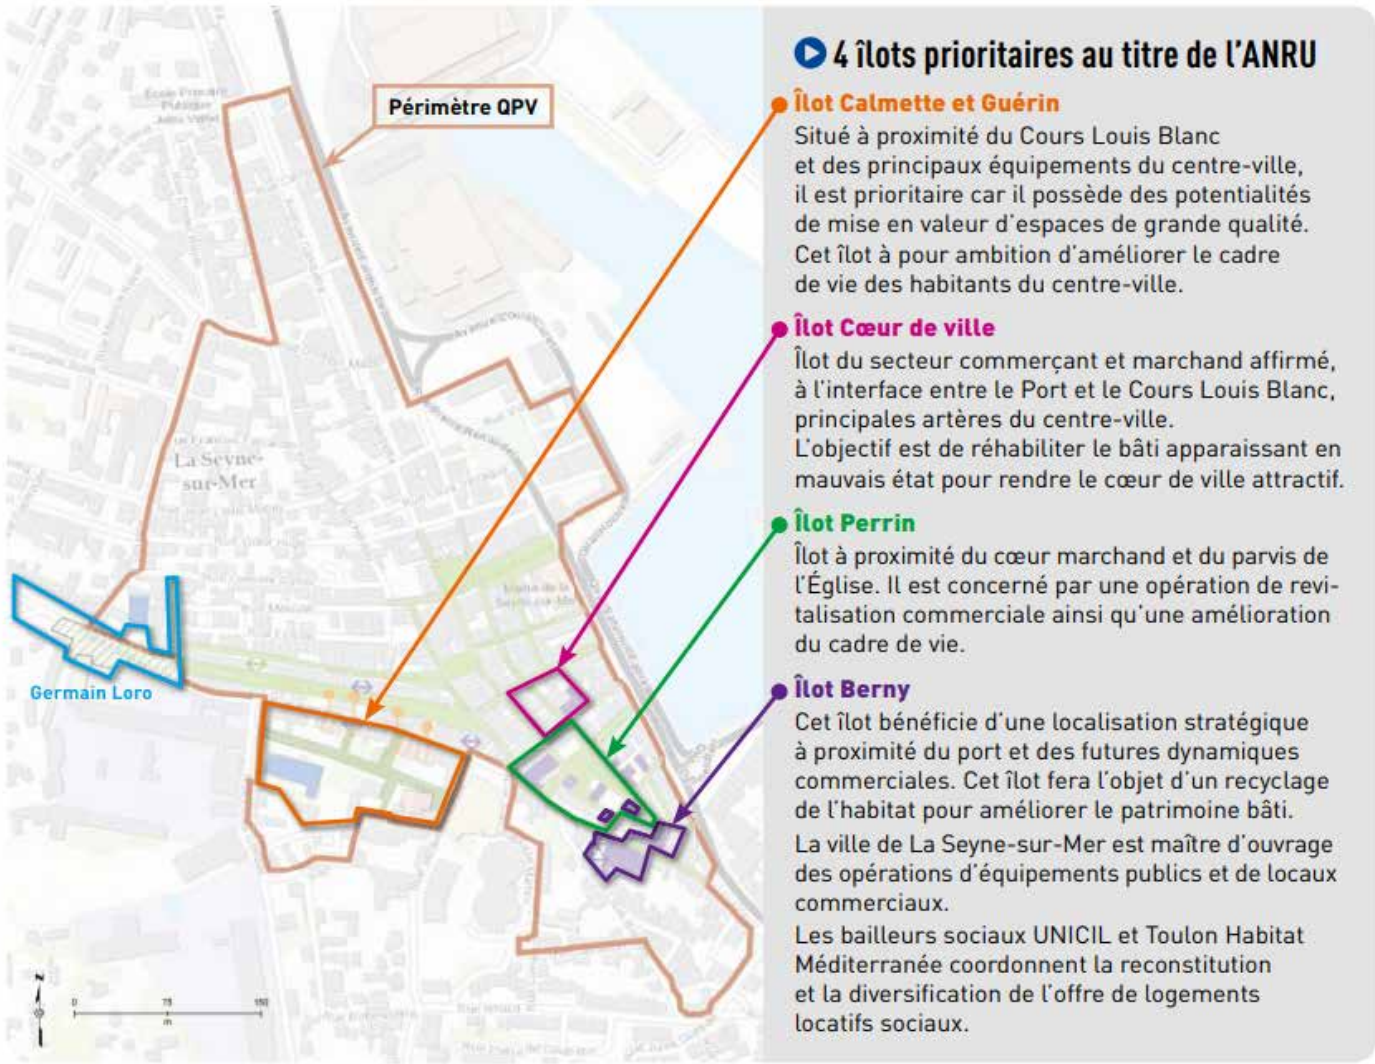 Périmètre QPV
La Seyne-
sur-Mer
Germain Loro
0 75 150
m
4 îlots prioritaires au titre de l'ANRU
Îlot Calmette et Guérin
Situé à proximité du Cours Louis Blanc
et des principaux équipements du centre-ville,
il est prioritaire car il possède des potentialités
de mise en valeur d'espaces de grande qualité.
Cet îlot à pour ambition d'améliorer le cadre
de vie des habitants du centre-ville.
Îlot Cœur de ville
Îlot du secteur commerçant et marchand affirmé,
à l'interface entre le Port et le Cours Louis Blanc,
principales artères du centre-ville.
L'objectif est de réhabiliter le bâti apparaissant en
mauvais état pour rendre le cœur de ville attractif.
Îlot Perrin
Îlot à proximité du cœur marchand et du parvis de
l'Église. Il est concerné par une opération de revi-
talisation commerciale ainsi qu'une amélioration
du cadre de vie.
Îlot Berny
Cet îlot bénéficie d'une localisation stratégique
à proximité du port et des futures dynamiques
commerciales. Cet îlot fera l'objet d'un recyclage
de l'habitat pour améliorer le patrimoine bâti.
La ville de La Seyne-sur-Mer est maître d'ouvrage
des opérations d'équipements publics et de locaux
commerciaux.
Les bailleurs sociaux UNICIL et Toulon Habitat
Méditerranée coordonnent la reconstitution
et la diversification de l'offre de logements
locatifs sociaux.